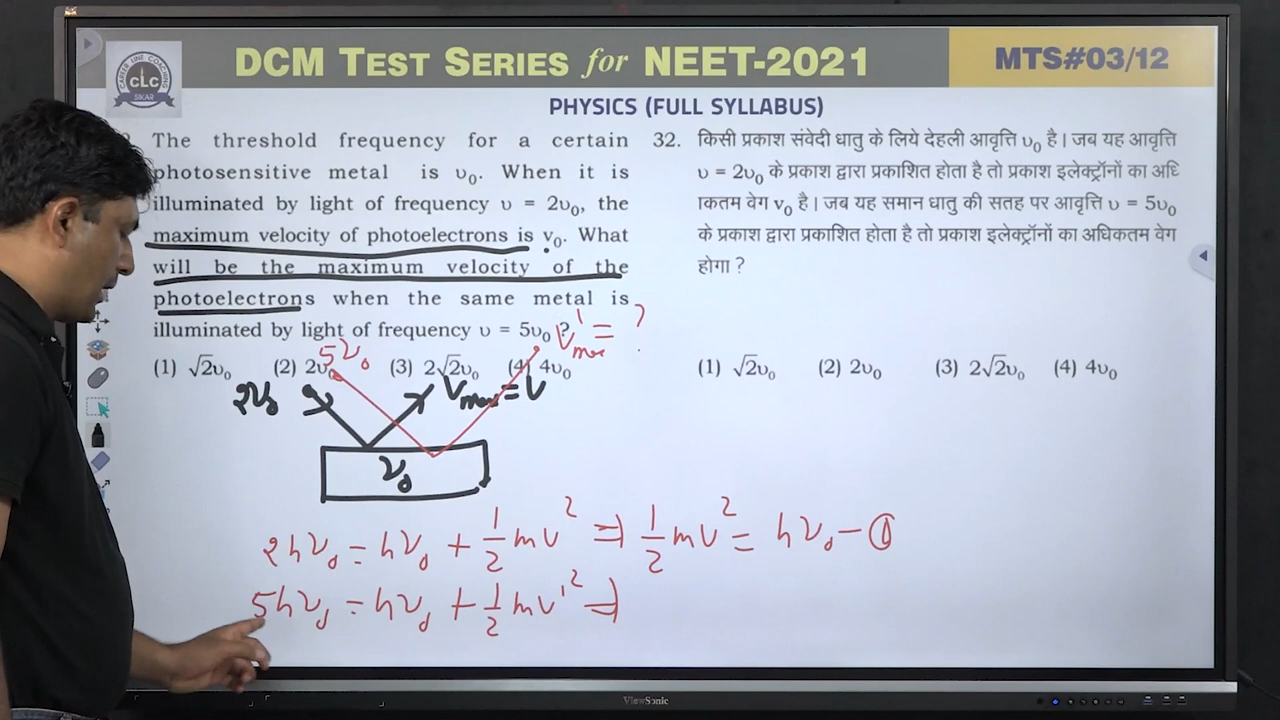 CAREER LINE COACHING
CLC
SIKAR
DCM TEST SERIES for NEET-2021
MTS#03/12
PHYSICS (FULL SYLLABUS)
The threshold frequency for a certain
photosensitive metal is υ₀. When it is
illuminated by light of frequency υ = 2υ₀, the
maximum velocity of photoelectrons is v₀. What
will be the maximum velocity of the
photoelectrons when the same metal is
illuminated by light of frequency υ = 5υ₀ ?
(1) √2υ₀ (2) 2υ₀ (3) 2√2υ₀ (4) 4υ₀
32. किसी प्रकाश संवेदी धातु के लिये देहली आवृत्ति υ₀ है। जब यह आवृत्ति
υ = 2υ₀ के प्रकाश द्वारा प्रकाशित होता है तो प्रकाश इलेक्ट्रॉनों का अधि
कतम वेग v₀ है। जब यह समान धातु की सतह पर आवृत्ति υ = 5υ₀
के प्रकाश द्वारा प्रकाशित होता है तो प्रकाश इलेक्ट्रॉनों का अधिकतम वेग
होगा ?
(1) √2υ₀ (2) 2υ₀ (3) 2√2υ₀ (4) 4υ₀
5ν₀
V'max = ?
2ν₀
Vmax = V
ν₀
2hν₀ = hν₀ + 1/2 mv² ⇒ 1/2 mv² = hν₀ - ①
5hν₀ = hν₀ + 1/2 mv'² ⇒
ViewSonic